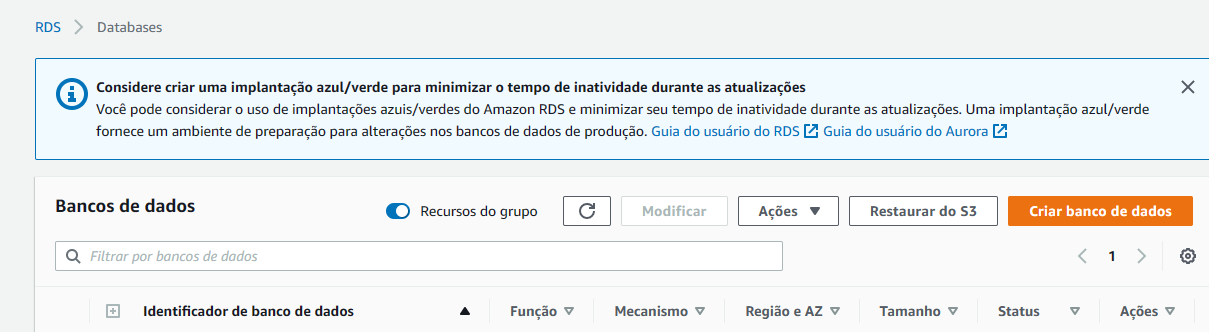 RDS > Databases
Considere criar uma implantação azul/verde para minimizar o tempo de inatividade durante as atualizações
Você pode considerar o uso de implantações azuis/verdes do Amazon RDS e minimizar seu tempo de inatividade durante as atualizações. Uma implantação azul/verde
fornece um ambiente de preparação para alterações nos bancos de dados de produção. Guia do usuário do RDS Guia do usuário do Aurora
Bancos de dados Recursos do grupo Modificar Ações Restaurar do S3 Criar banco de dados
Filtrar por bancos de dados 1
Identificador de banco de dados Função Mecanismo Região e AZ Tamanho Status Ações